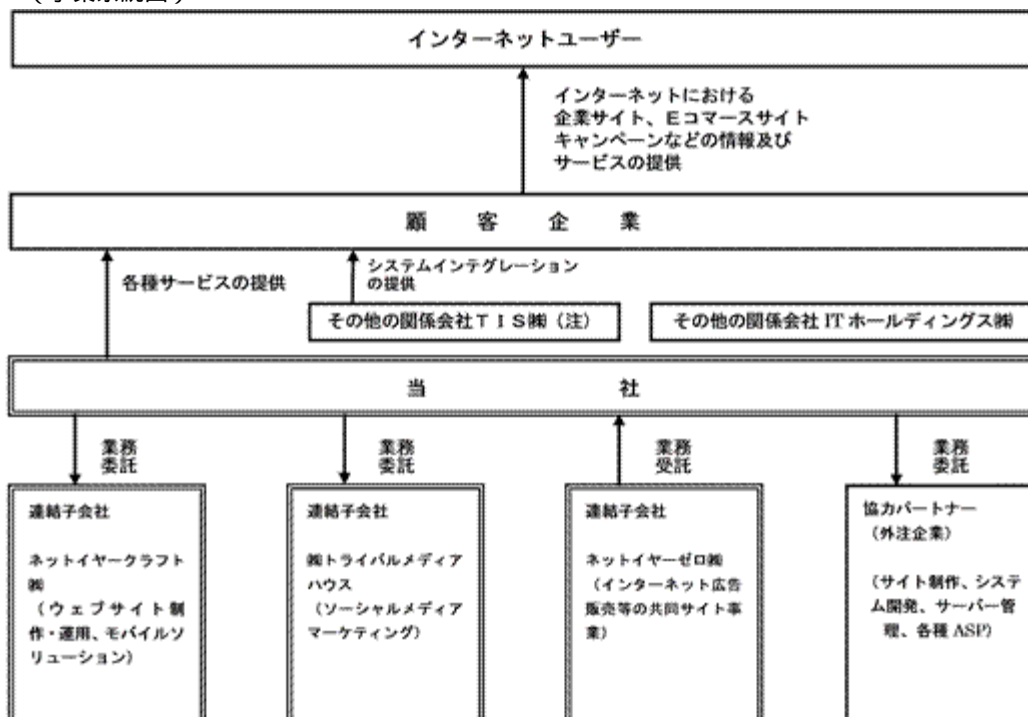 （事業系統図）
インターネットユーザー
インターネットにおける
企業サイト、Eコマースサイト
キャンペーンなどの情報及び
サービスの提供
顧客企業
各種サービスの提供
システムインテグレーション
の提供
その他の関係会社ＴＩＳ㈱（注）
その他の関係会社 IT ホールディングス㈱
当社
業務
委託
業務
委託
業務
受託
業務
委託
連結子会社
ネットイヤークラフト
㈱
（ウェブサイト制
作・運用、モバイルソ
リューション）
連結子会社
㈱トライバルメディア
ハウス
（ソーシャルメディア
マーケティング）
連結子会社
ネットイヤーゼロ㈱
（インターネット広告
販売等の共同サイト事
業）
協力パートナー
（外注企業）
（サイト制作、システ
ム開発、サーバー管
理、各種 ASP）